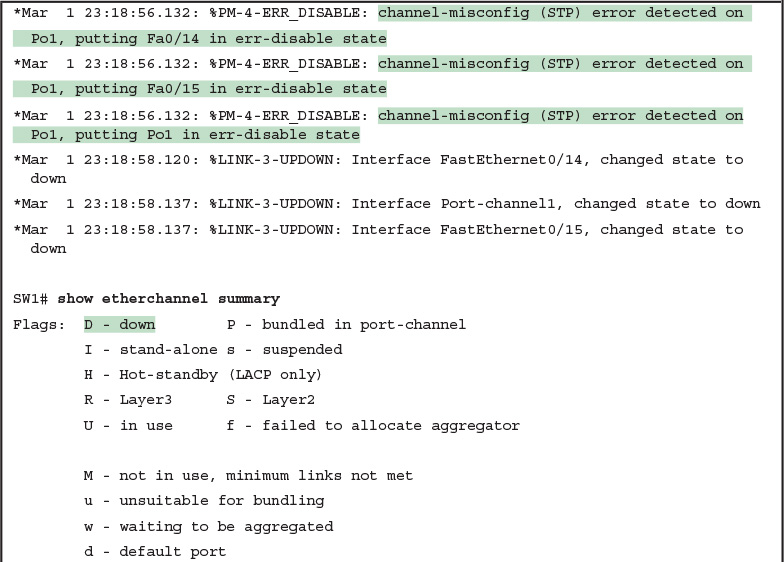 *Mar  1 23:18:56.132: %PM-4-ERR_DISABLE: channel-misconfig (STP) error detected on
  Po1, putting Fa0/14 in err-disable state
*Mar  1 23:18:56.132: %PM-4-ERR_DISABLE: channel-misconfig (STP) error detected on
  Po1, putting Fa0/15 in err-disable state
*Mar  1 23:18:56.132: %PM-4-ERR_DISABLE: channel-misconfig (STP) error detected on
  Po1, putting Po1 in err-disable state
*Mar  1 23:18:58.120: %LINK-3-UPDOWN: Interface FastEthernet0/14, changed state to
  down
*Mar  1 23:18:58.137: %LINK-3-UPDOWN: Interface Port-channel1, changed state to down
*Mar  1 23:18:58.137: %LINK-3-UPDOWN: Interface FastEthernet0/15, changed state to
  down
SW1# show etherchannel summary
Flags:  D - down        P - bundled in port-channel
        I - stand-alone s - suspended
        H - Hot-standby (LACP only)
        R - Layer3      S - Layer2
        U - in use      f - failed to allocate aggregator
        M - not in use, minimum links not met
        u - unsuitable for bundling
        w - waiting to be aggregated
        d - default port